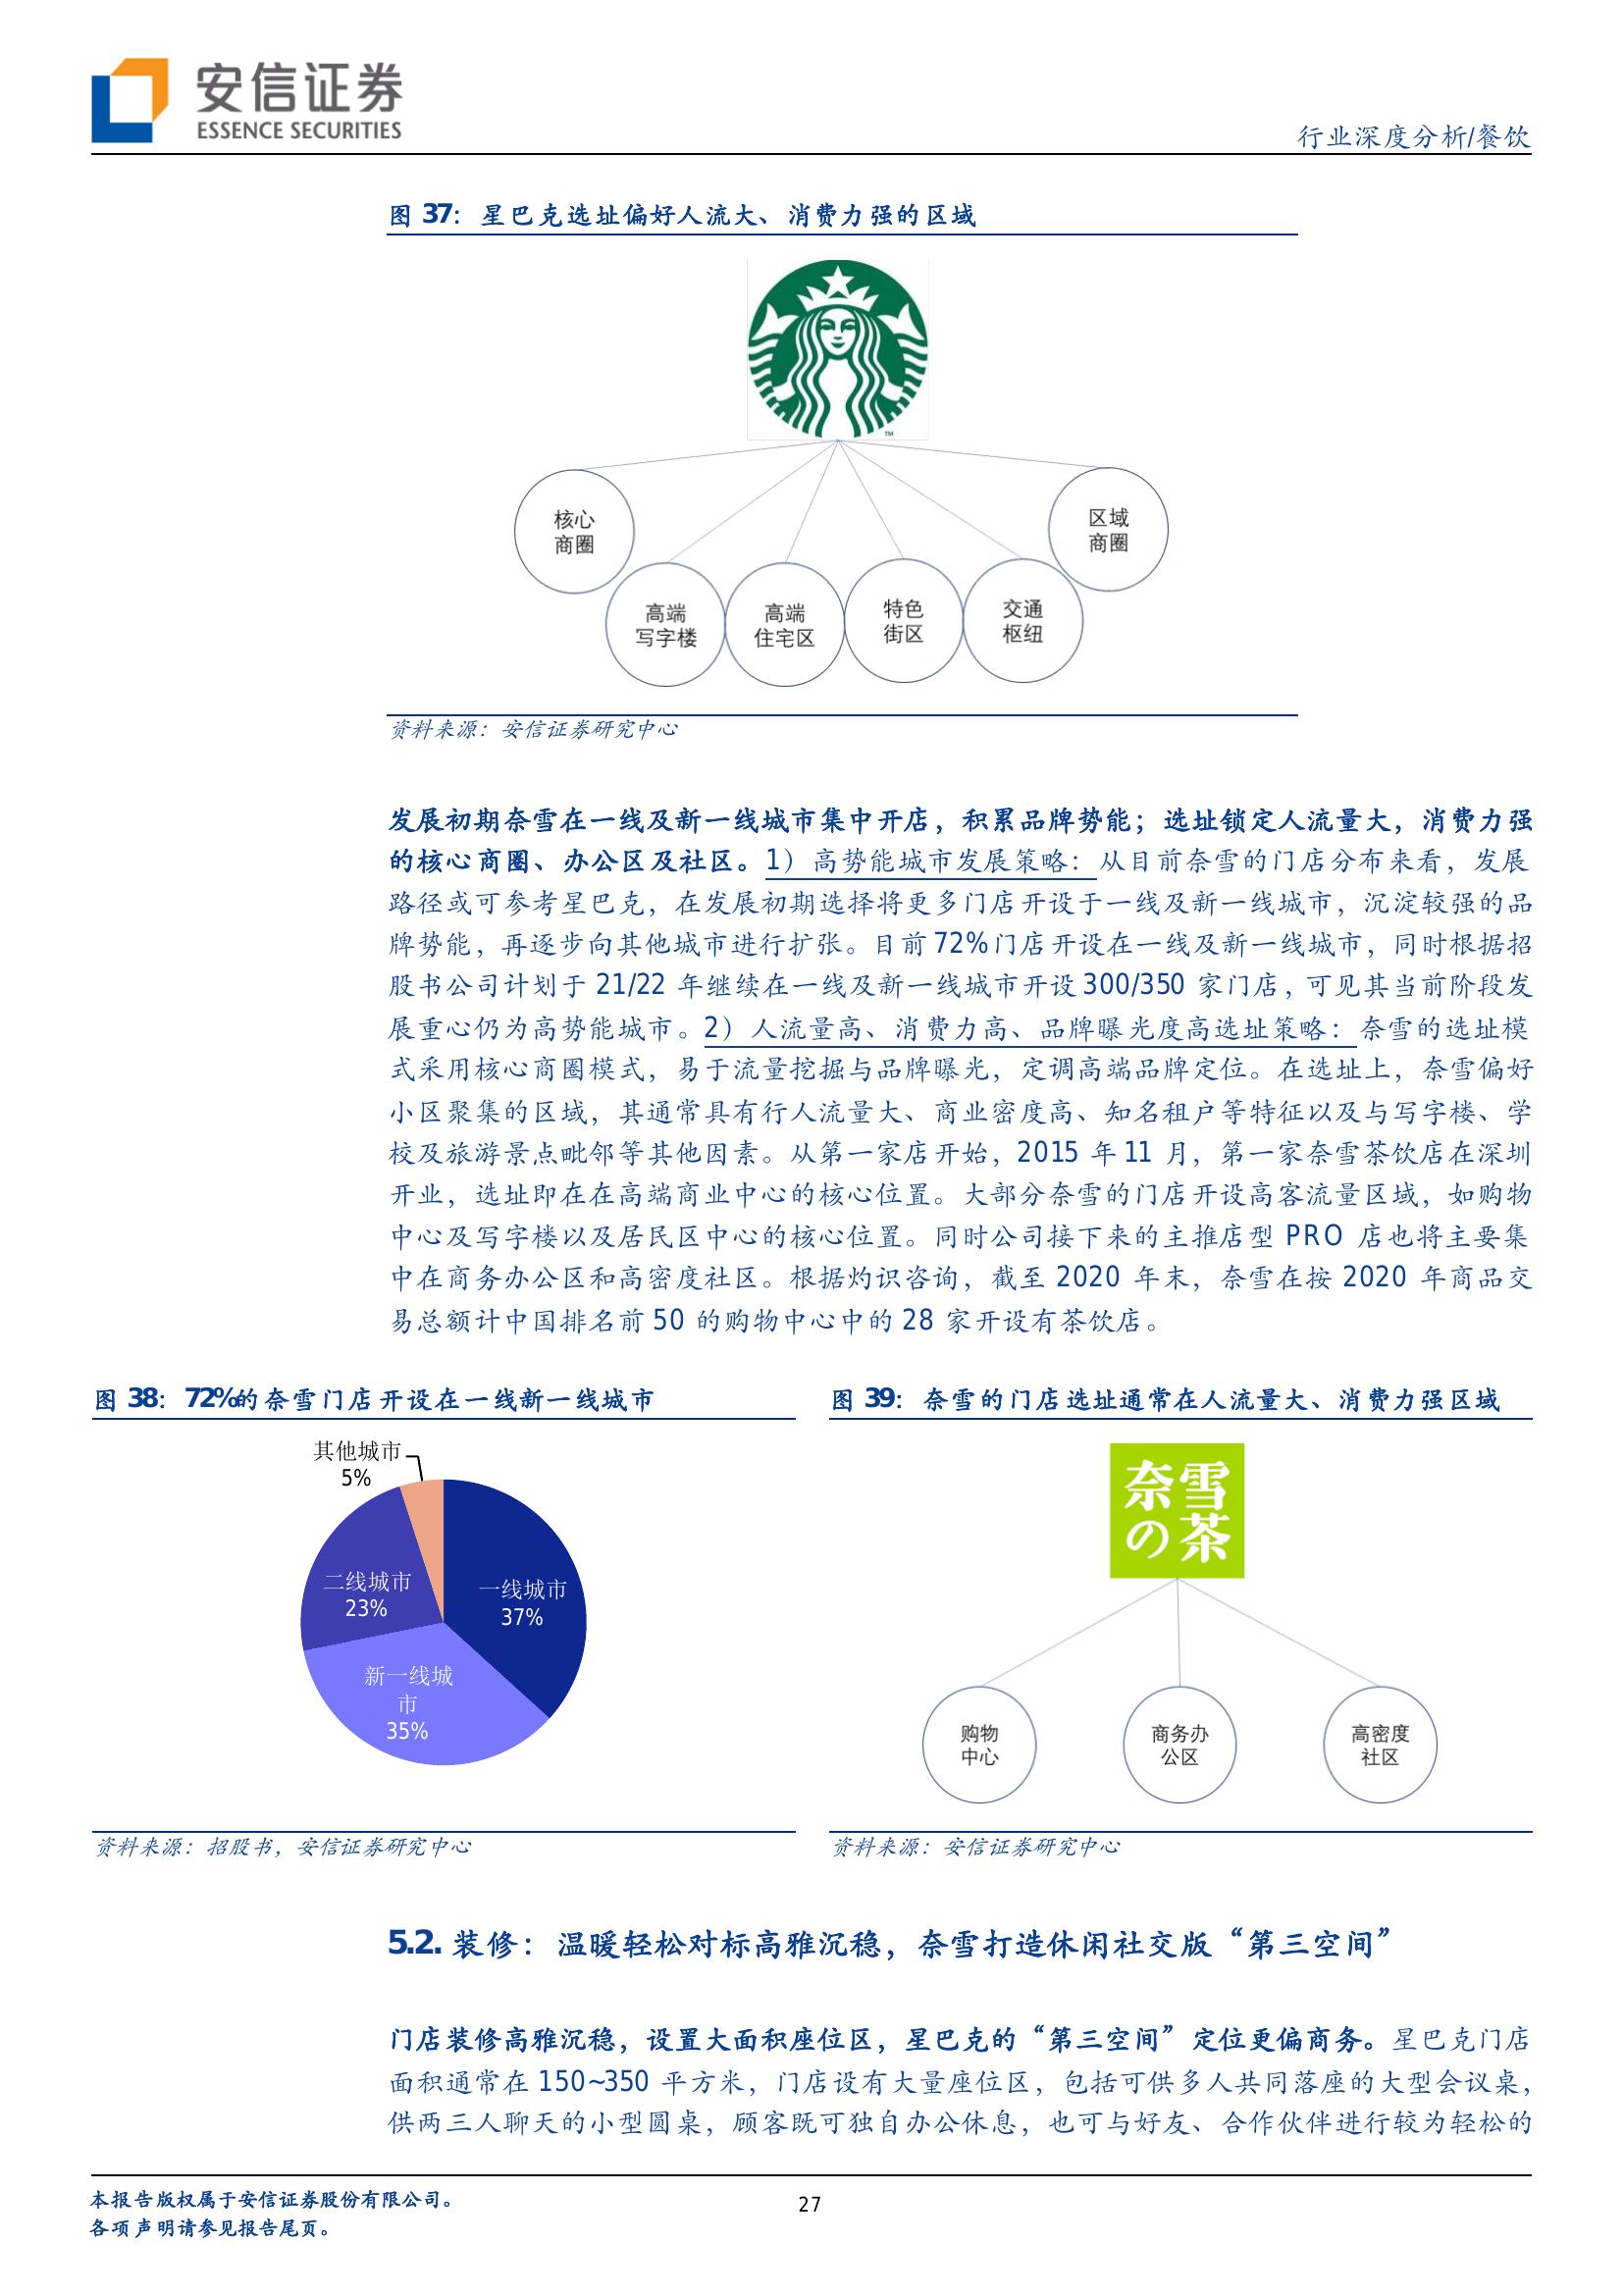 安信证券
ESSENCE SECURITIES
行业深度分析/餐饮
图 37：星巴克选址偏好人流大、消费力强的区域
TM
核心
商圈
区域
商圈
高端
写字楼
高端
住宅区
特色
街区
交通
枢纽
资料来源：安信证券研究中心
发展初期奈雪在一线及新一线城市集中开店，积累品牌势能；选址锁定人流量大，消费力强
的核心商圈、办公区及社区。1）高势能城市发展策略：从目前奈雪的门店分布来看，发展
路径或可参考星巴克，在发展初期选择将更多门店开设于一线及新一线城市，沉淀较强的品
牌势能，再逐步向其他城市进行扩张。目前 72%门店开设在一线及新一线城市，同时根据招
股书公司计划于 21/22 年继续在一线及新一线城市开设 300/350 家门店，可见其当前阶段发
展重心仍为高势能城市。2）人流量高、消费力高、品牌曝光度高选址策略：奈雪的选址模
式采用核心商圈模式，易于流量挖掘与品牌曝光，定调高端品牌定位。在选址上，奈雪偏好
小区聚集的区域，其通常具有行人流量大、商业密度高、知名租户等特征以及与写字楼、学
校及旅游景点毗邻等其他因素。从第一家店开始，2015 年 11 月，第一家奈雪茶饮店在深圳
开业，选址即在在高端商业中心的核心位置。大部分奈雪的门店开设高客流量区域，如购物
中心及写字楼以及居民区中心的核心位置。同时公司接下来的主推店型 PRO 店也将主要集
中在商务办公区和高密度社区。根据灼识咨询，截至 2020 年末，奈雪在按 2020 年商品交
易总额计中国排名前 50 的购物中心中的 28 家开设有茶饮店。
图 38：72%的奈雪门店开设在一线新一线城市
其他城市
5%
二线城市
23%
一线城市
37%
新一线城
市
35%
资料来源：招股书，安信证券研究中心
图 39：奈雪的门店选址通常在人流量大、消费力强区域
奈雪
の茶
购物
中心
商务办
公区
高密度
社区
资料来源：安信证券研究中心
5.2. 装修：温暖轻松对标高雅沉稳，奈雪打造休闲社交版“第三空间”
门店装修高雅沉稳，设置大面积座位区，星巴克的“第三空间”定位更偏商务。星巴克门店
面积通常在 150~350 平方米，门店设有大量座位区，包括可供多人共同落座的大型会议桌，
供两三人聊天的小型圆桌，顾客既可独自办公休息，也可与好友、合作伙伴进行较为轻松的
本报告版权属于安信证券股份有限公司。
各项声明请参见报告尾页。
27